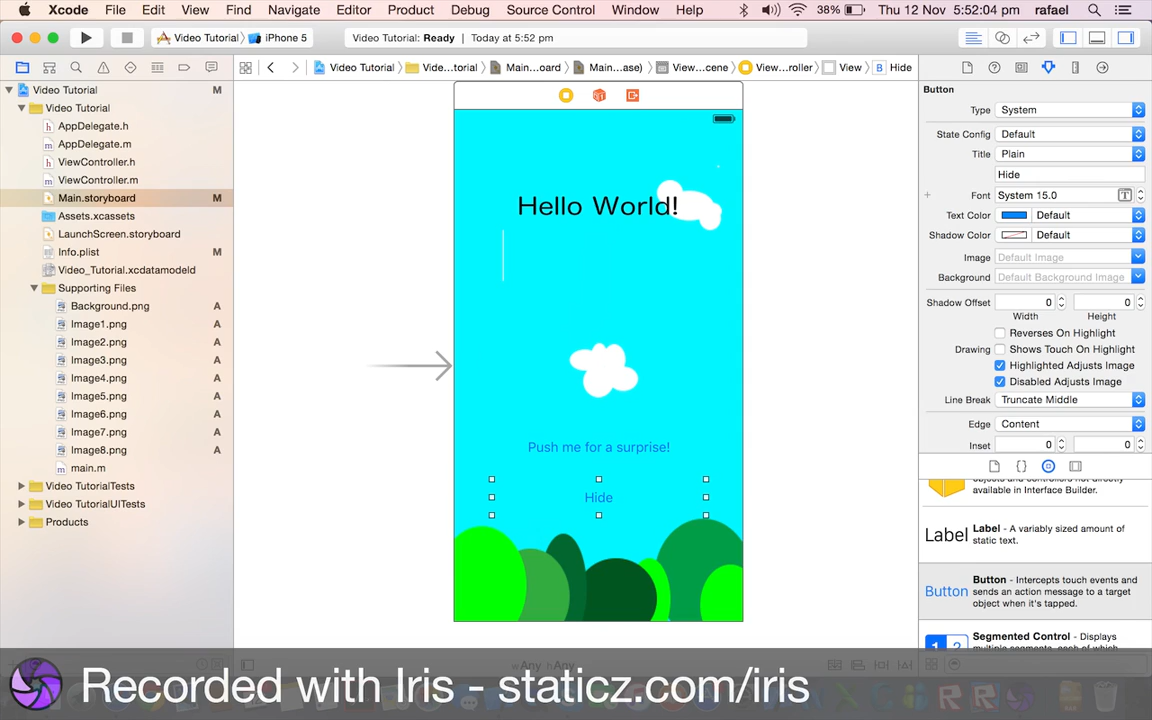 Xcode File Edit View Find Navigate Editor Product Debug Source Control Window Help 38% Thu 12 Nov 5:52:04 pm rafael
Video Tutorial iPhone 5 Video Tutorial: Ready Today at 5:52 pm
Video Tutorial Vide...torial Main....oard Main....ase) View...cene View...roller View B Hide
Video Tutorial M
Video Tutorial
AppDelegate.h
AppDelegate.m
ViewController.h
ViewController.m
Main.storyboard M
Assets.xcassets
LaunchScreen.storyboard
Info.plist M
Video_Tutorial.xcdatamodeld
Supporting Files
Background.png A
Image1.png A
Image2.png A
Image3.png A
Image4.png A
Image5.png A
Image6.png A
Image7.png A
Image8.png A
main.m
Video TutorialTests
Video TutorialUITests
Products
Hello World!
Push me for a surprise!
Hide
Button
Type System
State Config Default
Title Plain
Hide
Font System 15.0 T
Text Color Default
Shadow Color Default
Image Default Image
Background Default Background Image
Shadow Offset 0 0
Width Height
Reverses On Highlight
Drawing Shows Touch On Highlight
Highlighted Adjusts Image
Disabled Adjusts Image
Line Break Truncate Middle
Edge Content
Inset 0 0
objects and controllers not directly
available in Interface Builder.
Label Label - A variably sized amount of
static text.
Button Button - Intercepts touch events and
sends an action message to a target
object when it's tapped.
1 2 Segmented Control - Displays
wAny hAny
Recorded with Iris - staticz.com/iris